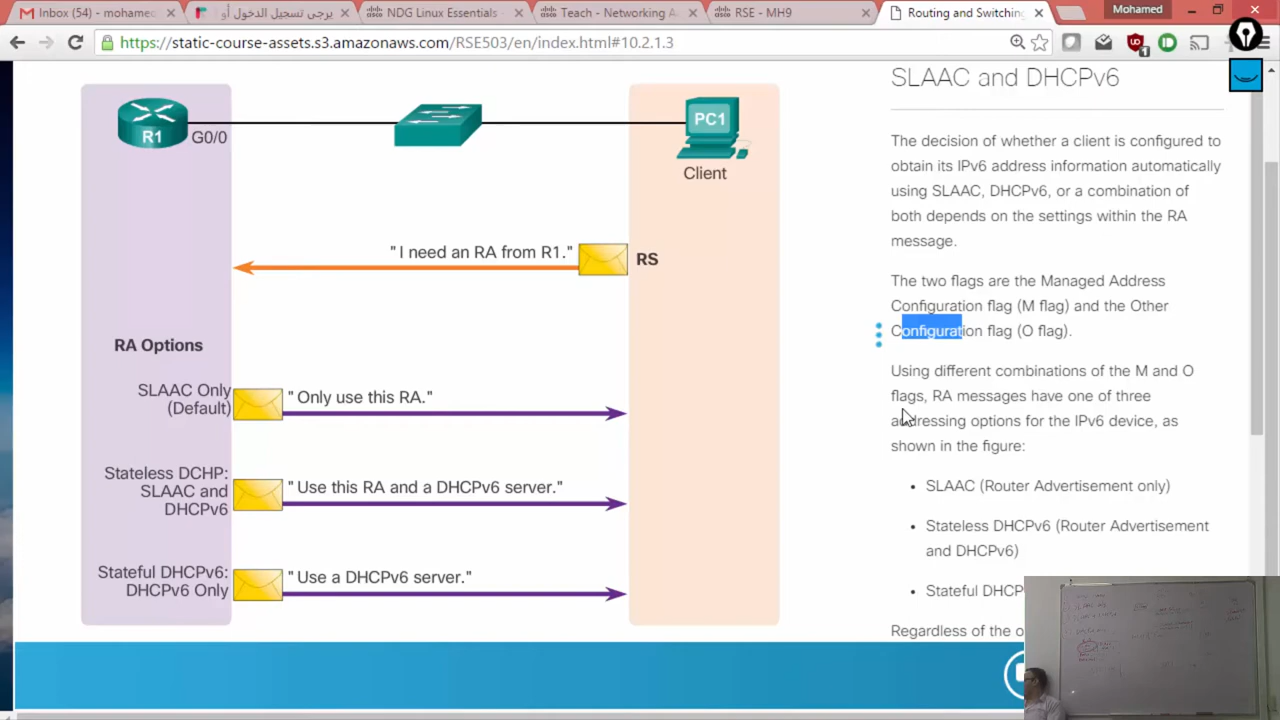 Inbox (54) - mohamed
يرجى تسجيل الدخول أو
NDG Linux Essentials
Teach - Networking A
RSE - MH9
Routing and Switching
Mohamed
https://static-course-assets.s3.amazonaws.com/RSE503/en/index.html#10.2.1.3
1
R1
G0/0
PC1
Client
"I need an RA from R1."
RS
RA Options
SLAAC Only
(Default)
"Only use this RA."
Stateless DCHP:
SLAAC and
DHCPv6
"Use this RA and a DHCPv6 server."
Stateful DHCPv6:
DHCPv6 Only
"Use a DHCPv6 server."
SLAAC and DHCPv6
The decision of whether a client is configured to
obtain its IPv6 address information automatically
using SLAAC, DHCPv6, or a combination of
both depends on the settings within the RA
message.
The two flags are the Managed Address
Configuration flag (M flag) and the Other
Configuration flag (O flag).
Using different combinations of the M and O
flags, RA messages have one of three
addressing options for the IPv6 device, as
shown in the figure:
• SLAAC (Router Advertisement only)
• Stateless DHCPv6 (Router Advertisement
and DHCPv6)
• Stateful DHCP
Regardless of the o